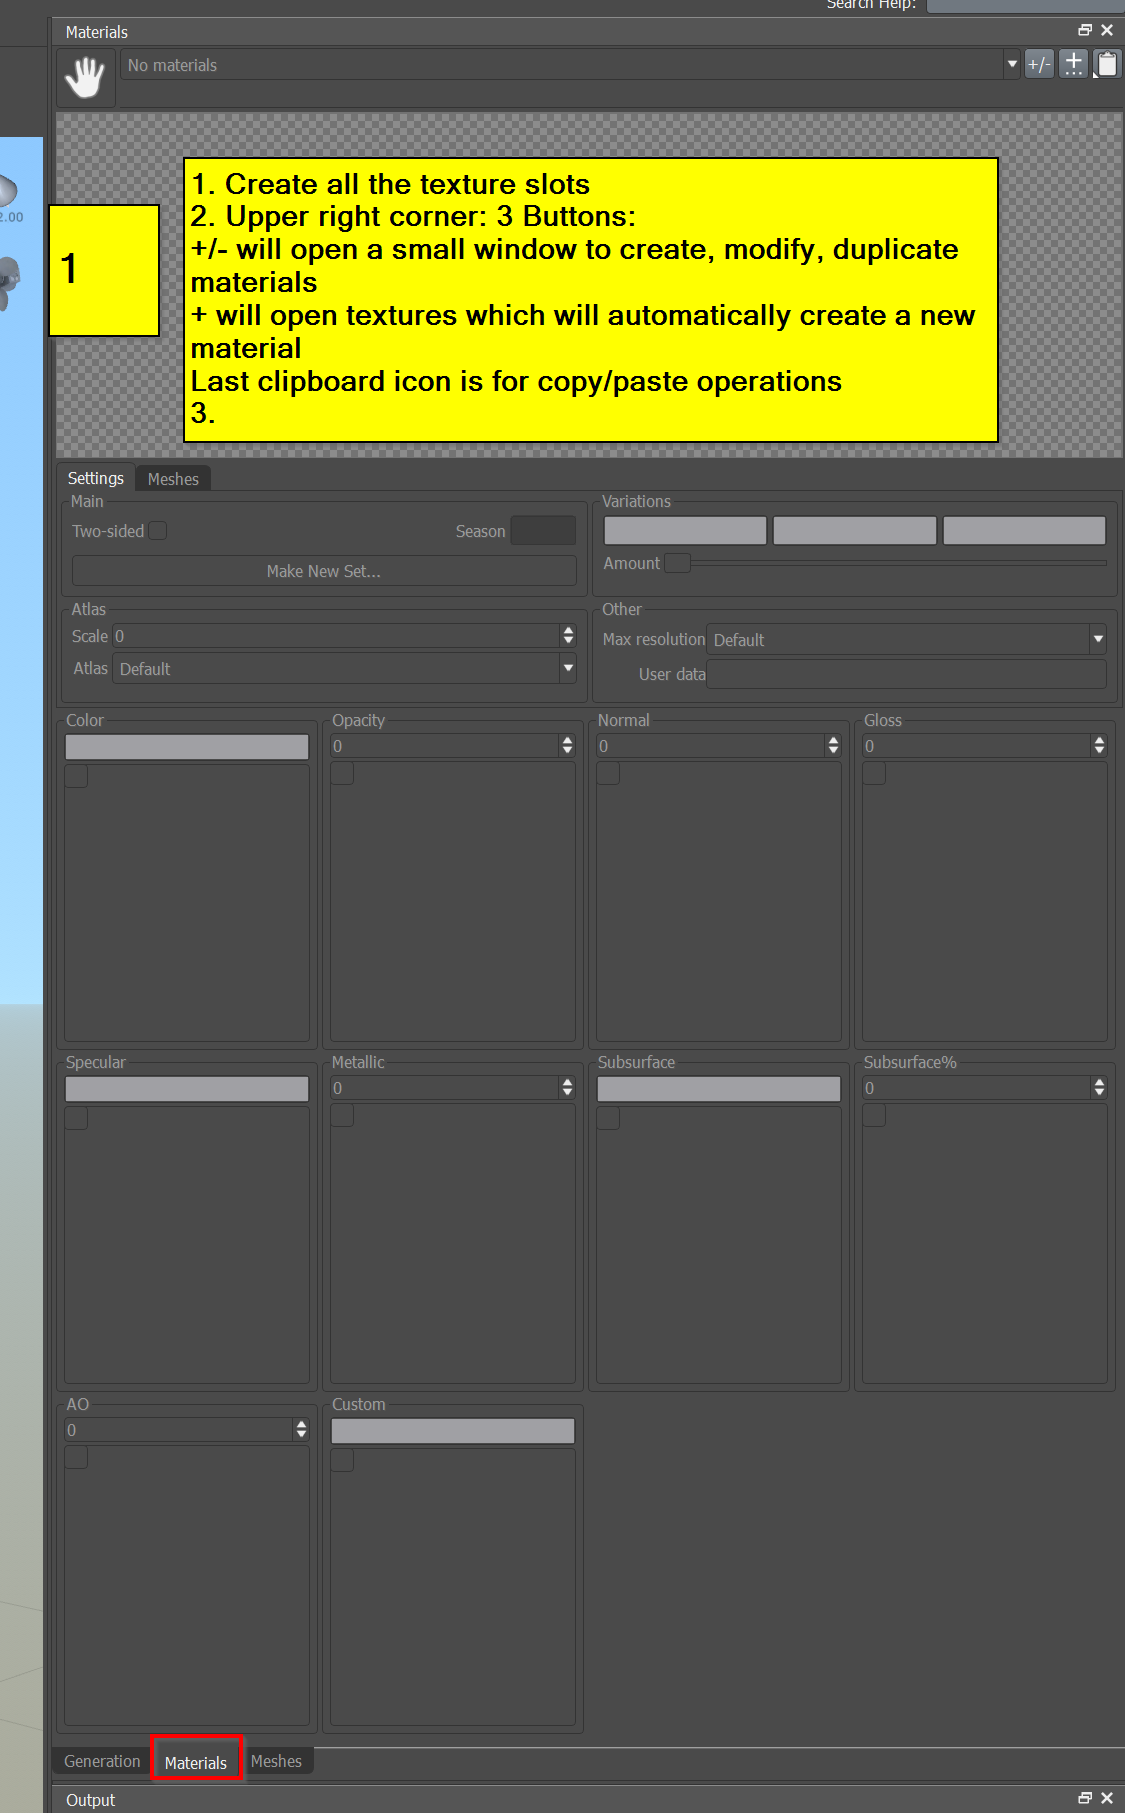 Search Help:
Materials
No materials
+/-
1
1. Create all the texture slots
2. Upper right corner: 3 Buttons:
+/- will open a small window to create, modify, duplicate
materials
+ will open textures which will automatically create a new
material
Last clipboard icon is for copy/paste operations
3.
2.00
Settings Meshes
Main
Two-sided Season
Make New Set...
Variations
Amount
Atlas
Scale 0
Atlas Default
Other
Max resolution Default
User data
Color Opacity Normal Gloss
0 0 0
Specular Metallic Subsurface Subsurface%
0 0
AO Custom
0
Generation Materials Meshes
Output